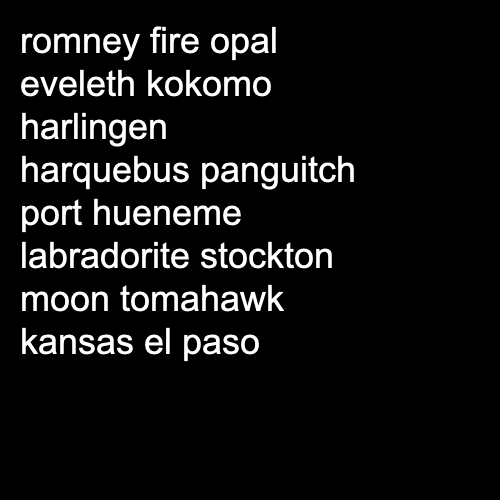 romney fire opal
eveleth kokomo
harlingen
harquebus panguitch
port hueneme
labradorite stockton
moon tomahawk
kansas el paso